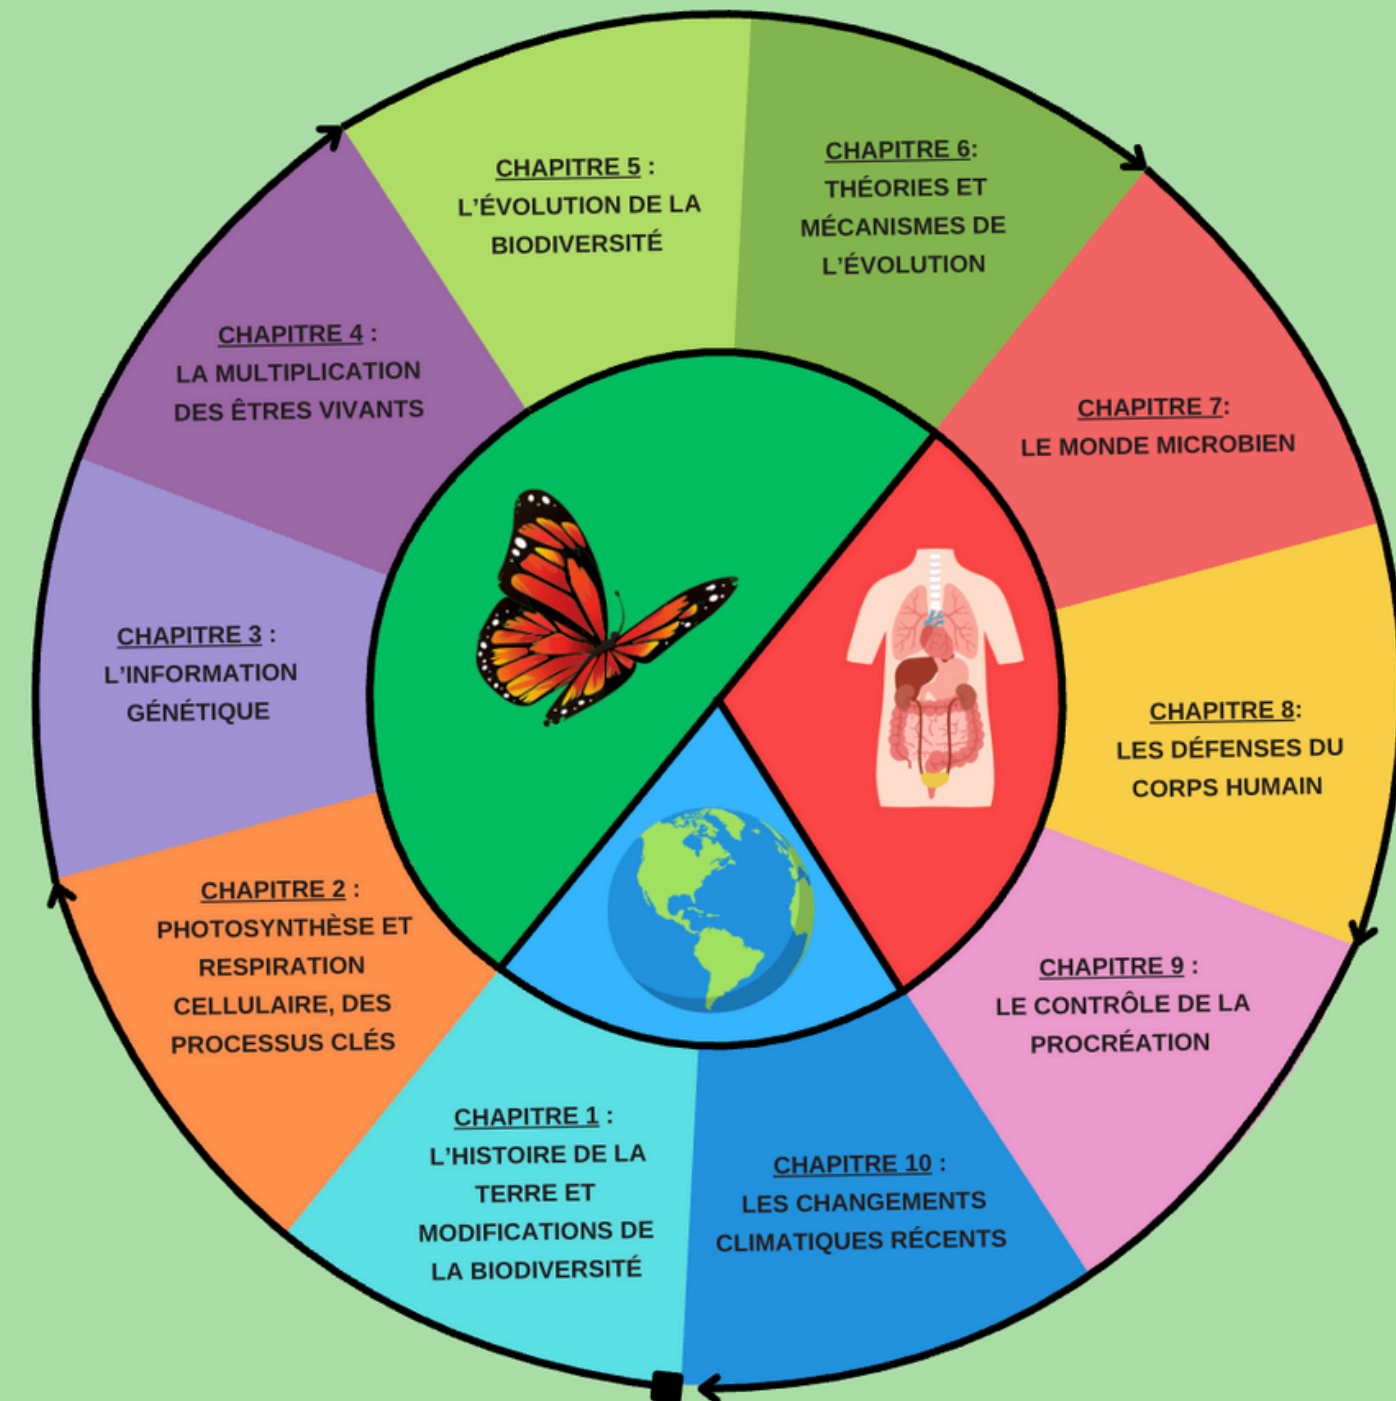 CHAPITRE 1 :
L'HISTOIRE DE LA
TERRE ET
MODIFICATIONS DE
LA BIODIVERSITÉ
CHAPITRE 2 :
PHOTOSYNTHÈSE ET
RESPIRATION
CELLULAIRE, DES
PROCESSUS CLÉS
CHAPITRE 3 :
L'INFORMATION
GÉNÉTIQUE
CHAPITRE 4 :
LA MULTIPLICATION
DES ÊTRES VIVANTS
CHAPITRE 5 :
L'ÉVOLUTION DE LA
BIODIVERSITÉ
CHAPITRE 6:
THÉORIES ET
MÉCANISMES DE
L'ÉVOLUTION
CHAPITRE 7:
LE MONDE MICROBIEN
CHAPITRE 8:
LES DÉFENSES DU
CORPS HUMAIN
CHAPITRE 9 :
LE CONTRÔLE DE LA
PROCRÉATION
CHAPITRE 10 :
LES CHANGEMENTS
CLIMATIQUES RÉCENTS